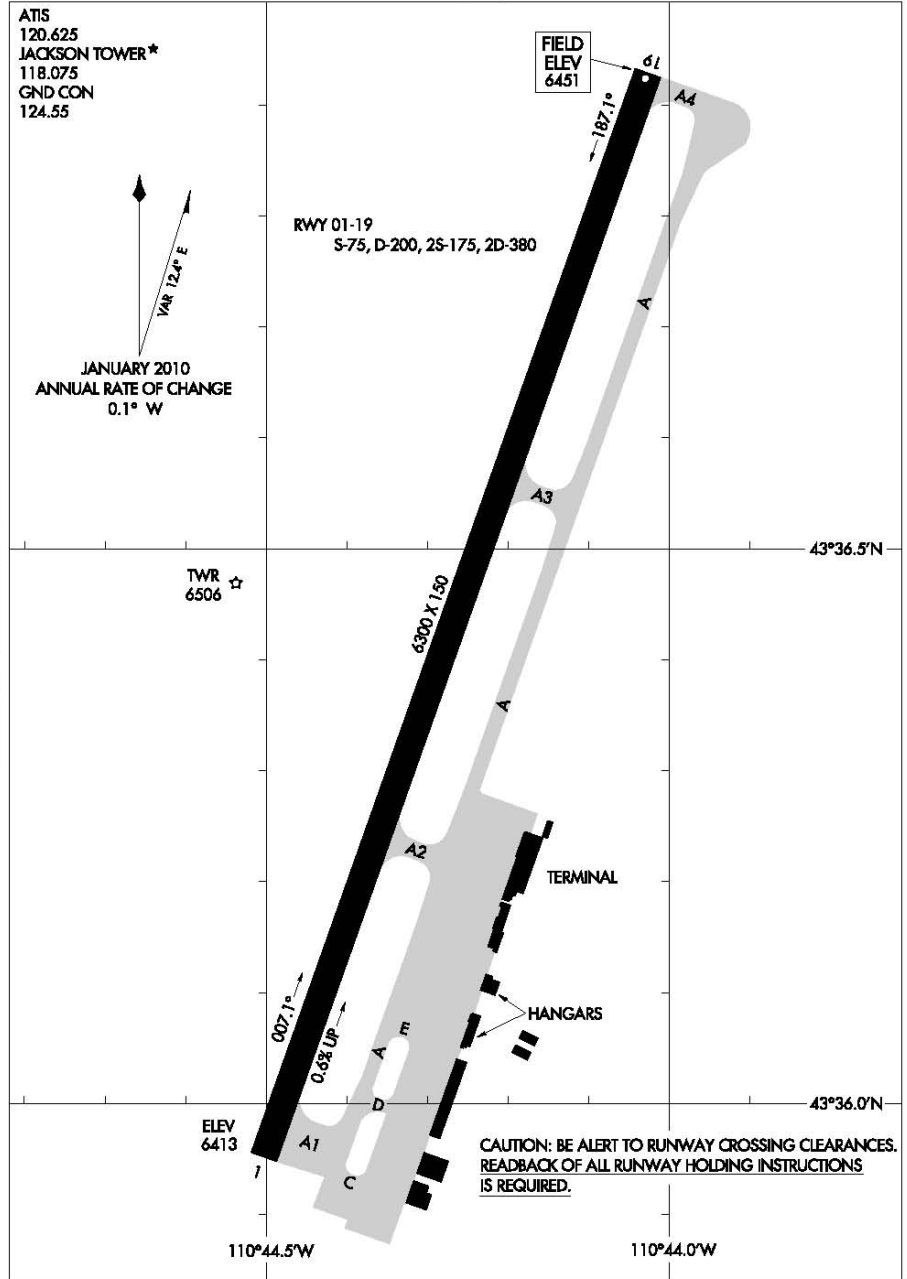 ATIS
120.625
JACKSON TOWER*
118.075
GND CON
124.55
FIELD
ELEV
6451
19
A4
187.1°
RWY 01-19
S-75, D-200, 2S-175, 2D-380
VAR 12.4° E
A
JANUARY 2010
ANNUAL RATE OF CHANGE
0.1° W
A3
43°36.5'N
TWR
6506
6300 X 150
A
A2
TERMINAL
007.1°
0.6% UP
HANGARS
E
A
D
43°36.0'N
ELEV
6413
A1
C
1
CAUTION: BE ALERT TO RUNWAY CROSSING CLEARANCES.
READBACK OF ALL RUNWAY HOLDING INSTRUCTIONS
IS REQUIRED.
110°44.5'W
110°44.0'W